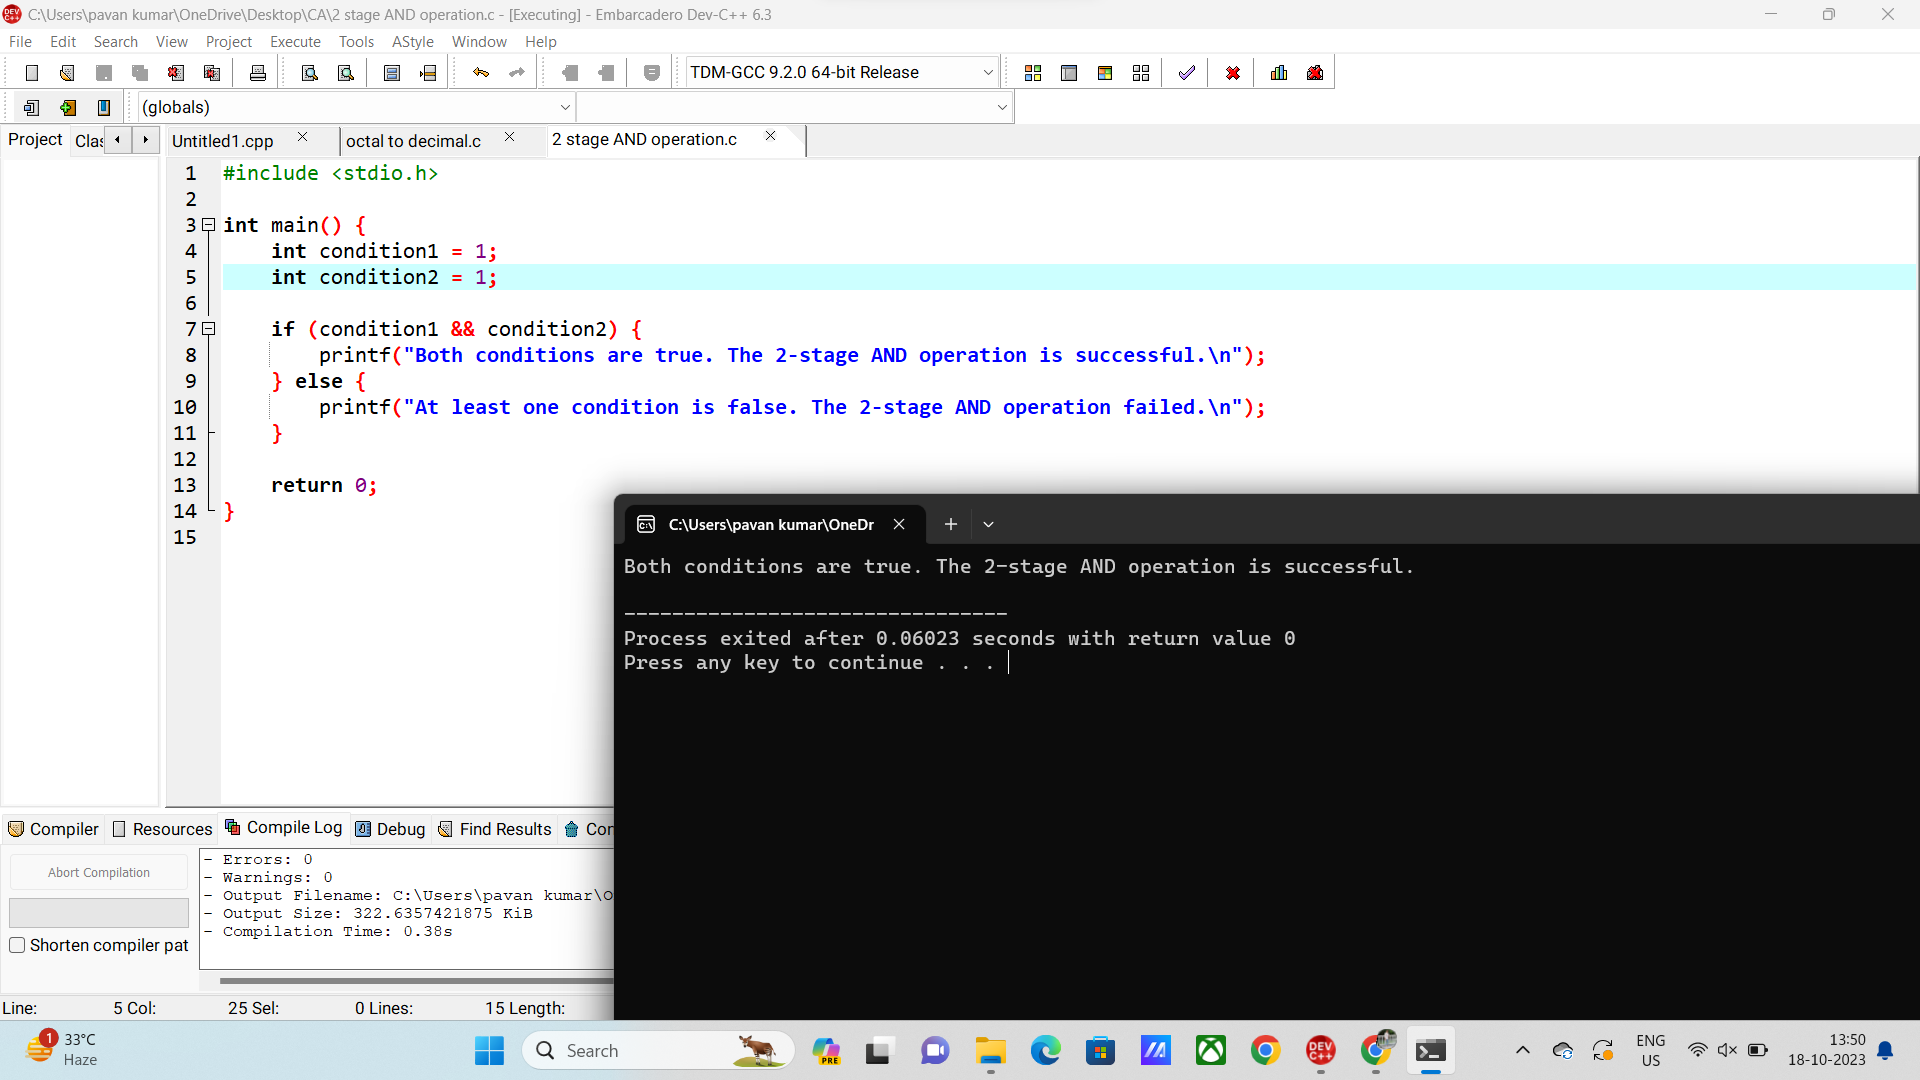 C:\Users\pavan kumar\OneDrive\Desktop\CA\2 stage AND operation.c - [Executing] - Embarcadero Dev-C++ 6.3
File Edit Search View Project Execute Tools AStyle Window Help
TDM-GCC 9.2.0 64-bit Release
(globals)
Project Clas Untitled1.cpp octal to decimal.c 2 stage AND operation.c
1 #include <stdio.h>
2
3 int main() {
4 int condition1 = 1;
5 int condition2 = 1;
6
7 if (condition1 && condition2) {
8 printf("Both conditions are true. The 2-stage AND operation is successful.\n");
9 } else {
10 printf("At least one condition is false. The 2-stage AND operation failed.\n");
11 }
12
13 return 0;
14 }
15
C:\Users\pavan kumar\OneDr
Both conditions are true. The 2-stage AND operation is successful.
--------------------------------
Process exited after 0.06023 seconds with return value 0
Press any key to continue . . .
Compiler Resources Compile Log Debug Find Results Con
Abort Compilation
Shorten compiler pat
- Errors: 0
- Warnings: 0
- Output Filename: C:\Users\pavan kumar\O
- Output Size: 322.6357421875 KiB
- Compilation Time: 0.38s
Line: 5 Col: 25 Sel: 0 Lines: 15 Length:
1
33°C
Haze
Search
PRE
DEV C++
ENG
US
13:50
18-10-2023